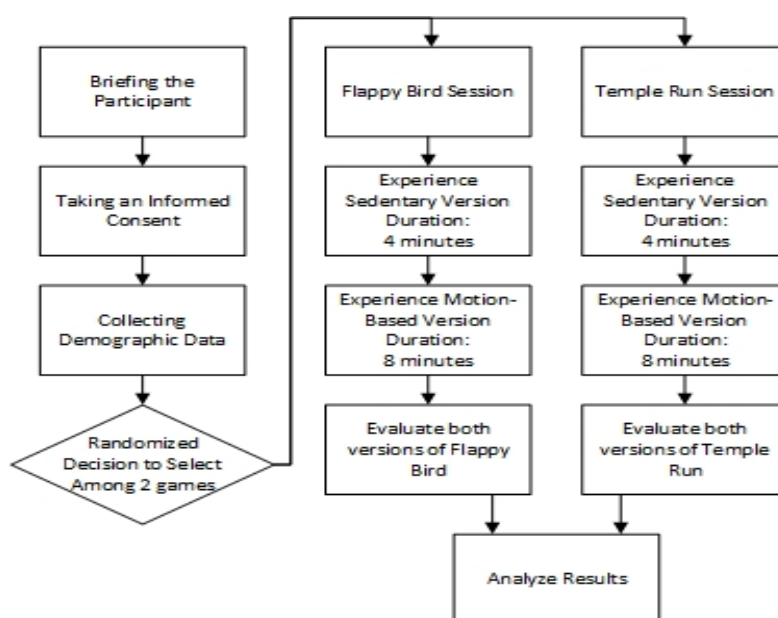 Briefing the
Participant
Taking an Informed
Consent
Collecting
Demographic Data
Randomized
Decision to Select
Among 2 games
Flappy Bird Session
Experience
Sedentary Version
Duration:
4 minutes
Experience Motion-
Based Version
Duration:
8 minutes
Evaluate both
versions of Flappy
Bird
Temple Run Session
Experience
Sedentary Version
Duration:
4 minutes
Experience Motion-
Based Version
Duration:
8 minutes
Evaluate both
versions of Temple
Run
Analyze Results